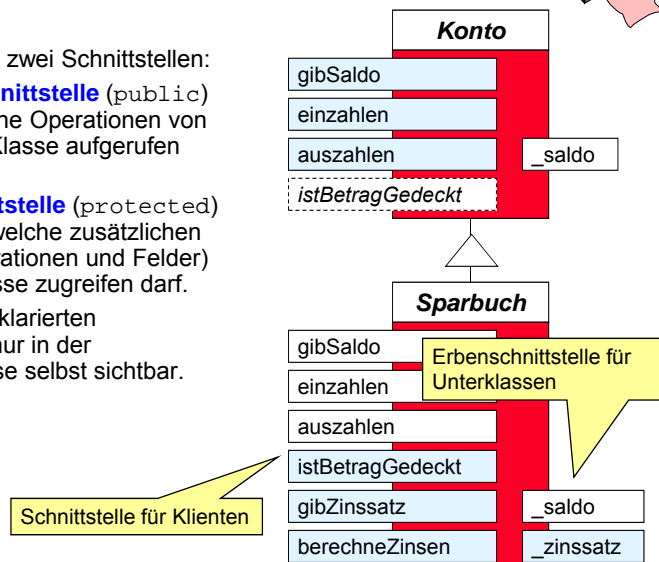 zwei Schnittstellen:
nittstelle (public)
ne Operationen von
Klasse aufgerufen
tstelle (protected)
welche zusätzlichen
rationen und Felder)
sse zugreifen darf.
klarierten
nur in der
se selbst sichtbar.
Konto
gibSaldo
einzahlen
auszahlen
_saldo
istBetragGedeckt
Sparbuch
gibSaldo
einzahlen
auszahlen
istBetragGedeckt
gibZinssatz
_saldo
berechneZinsen
_zinssatz
Erbenschnittstelle für
Unterklassen
Schnittstelle für Klienten